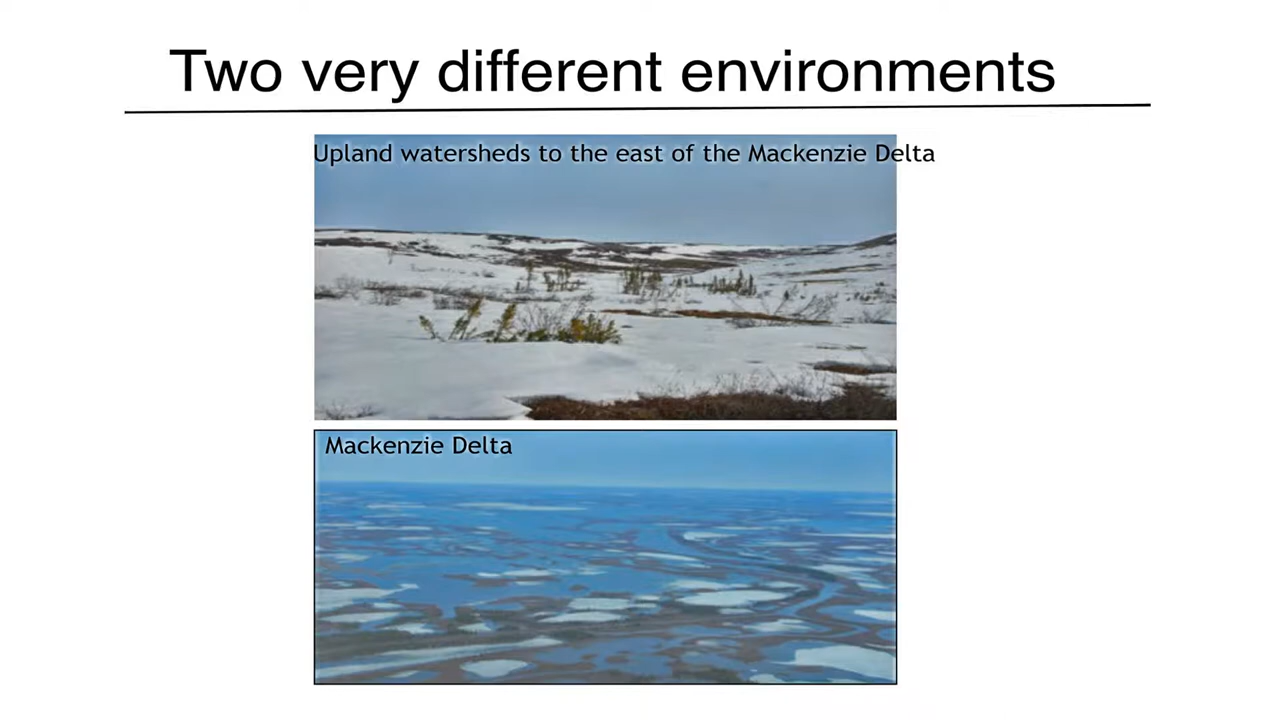 Two very different environments
Upland watersheds to the east of the Mackenzie Delta
Mackenzie Delta